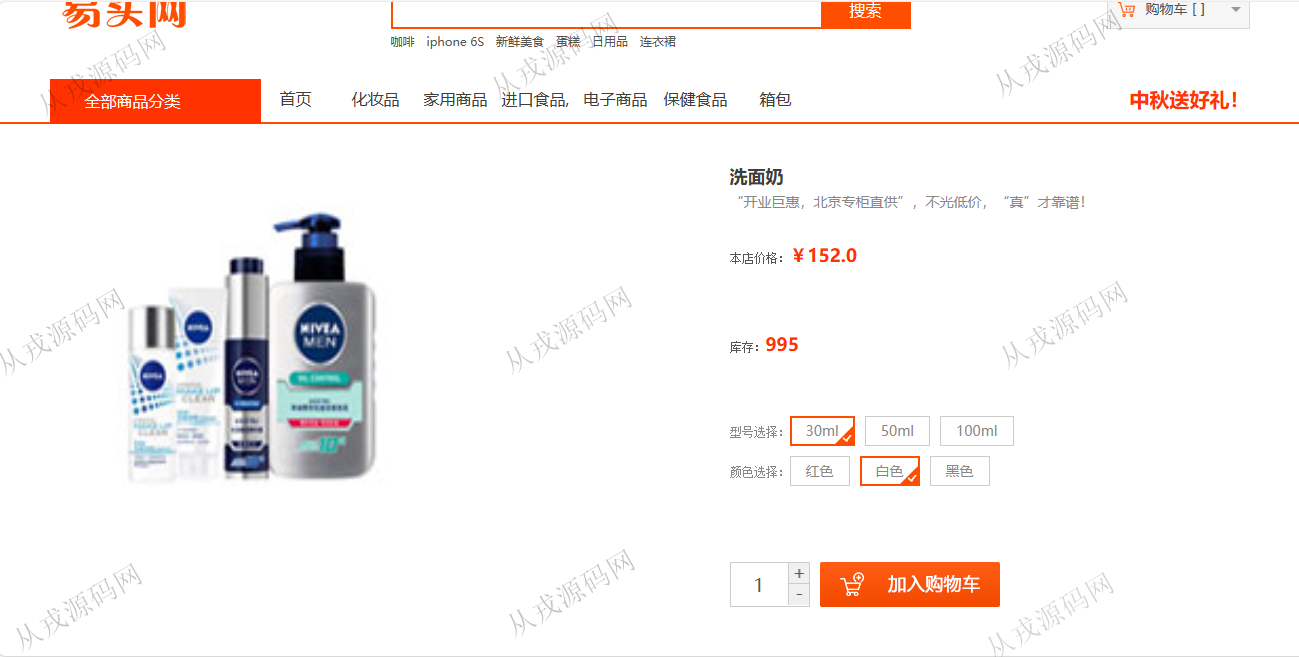 易买网
搜索
购物车 [ ]
咖啡 iphone 6S 新鲜美食 蛋糕 日用品 连衣裙
全部商品分类 首页 化妆品 家用商品 进口食品, 电子商品 保健食品 箱包 中秋送好礼!
洗面奶
“开业巨惠，北京专柜直供”，不光低价，“真”才靠谱!
本店价格：￥152.0
库存：995
型号选择： 30ml 50ml 100ml
颜色选择： 红色 白色 黑色
1 + - 加入购物车
NIVEA
MEN
OIL CONTROL
10
NIVEA
NIVEA
MAKE UP
CLEAR
从戎源码网
从戎源码网
从戎源码网
从戎源码网
从戎源码网
从戎源码网
从戎源码网
从戎源码网
从戎源码网